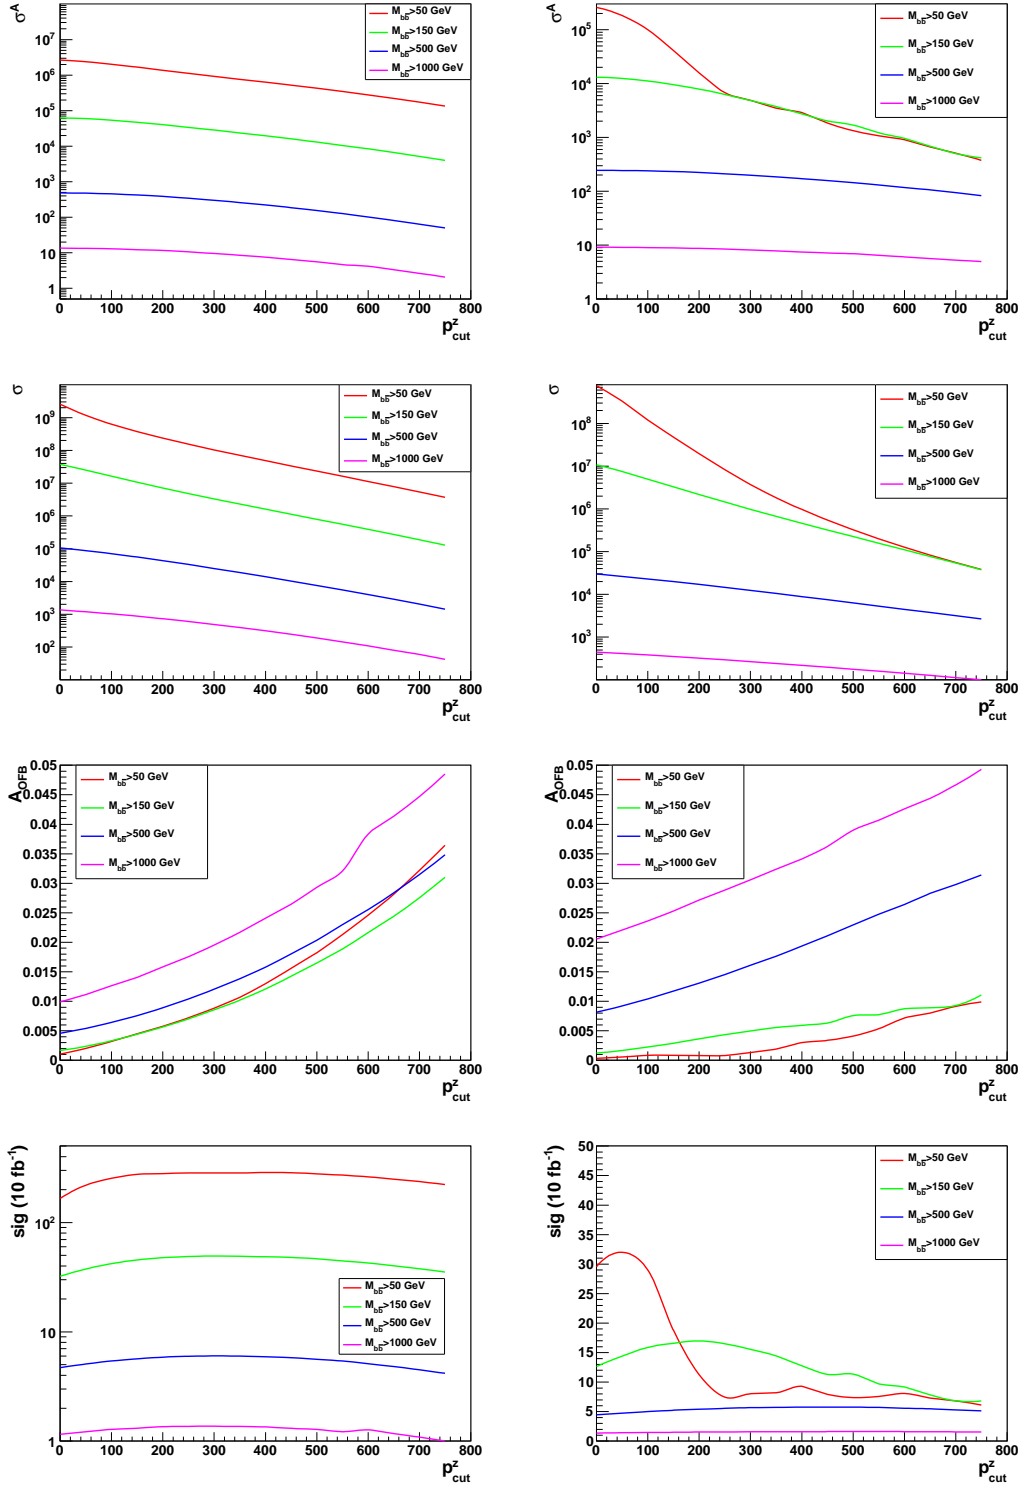 σ^A
M_bb̄>50 GeV
M_bb̄>150 GeV
M_bb̄>500 GeV
M_bb̄>1000 GeV
10^7
10^6
10^5
10^4
10^3
10^2
10
1
0 100 200 300 400 500 600 700 800
p^z_cut
σ^A
M_bb̄>50 GeV
M_bb̄>150 GeV
M_bb̄>500 GeV
M_bb̄>1000 GeV
10^5
10^4
10^3
10^2
10
1
0 100 200 300 400 500 600 700 800
p^z_cut
σ
M_bb̄>50 GeV
M_bb̄>150 GeV
M_bb̄>500 GeV
M_bb̄>1000 GeV
10^9
10^8
10^7
10^6
10^5
10^4
10^3
10^2
0 100 200 300 400 500 600 700 800
p^z_cut
σ
M_bb̄>50 GeV
M_bb̄>150 GeV
M_bb̄>500 GeV
M_bb̄>1000 GeV
10^8
10^7
10^6
10^5
10^4
10^3
0 100 200 300 400 500 600 700 800
p^z_cut
A_OFB
M_bb̄>50 GeV
M_bb̄>150 GeV
M_bb̄>500 GeV
M_bb̄>1000 GeV
0.05
0.045
0.04
0.035
0.03
0.025
0.02
0.015
0.01
0.005
0
0 100 200 300 400 500 600 700 800
p^z_cut
A_OFB
M_bb̄>50 GeV
M_bb̄>150 GeV
M_bb̄>500 GeV
M_bb̄>1000 GeV
0.05
0.045
0.04
0.035
0.03
0.025
0.02
0.015
0.01
0.005
0
0 100 200 300 400 500 600 700 800
p^z_cut
sig (10 fb^-1)
10^2
10
1
M_bb̄>50 GeV
M_bb̄>150 GeV
M_bb̄>500 GeV
M_bb̄>1000 GeV
0 100 200 300 400 500 600 700 800
p^z_cut
sig (10 fb^-1)
M_bb̄>50 GeV
M_bb̄>150 GeV
M_bb̄>500 GeV
M_bb̄>1000 GeV
50
45
40
35
30
25
20
15
10
5
0
0 100 200 300 400 500 600 700 800
p^z_cut